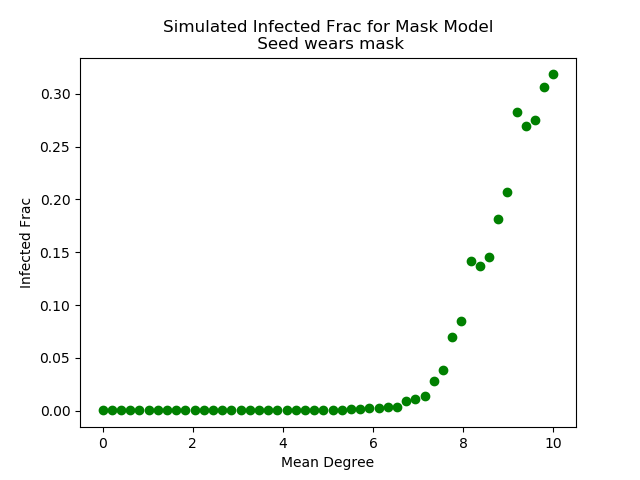 Simulated Infected Frac for Mask Model
Seed wears mask
0.30
0.25
0.20
0.15
0.10
0.05
0.00
Infected Frac
0 2 4 6 8 10
Mean Degree